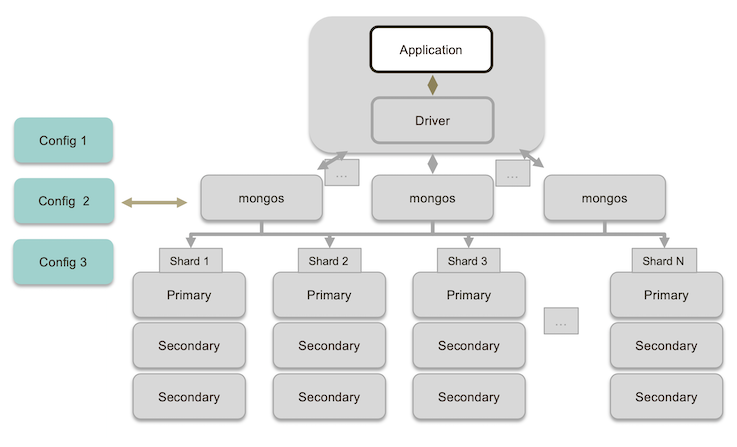 Application
Driver
Config 1
Config 2
Config 3
...
...
mongos
mongos
mongos
Shard 1
Shard 2
Shard 3
Shard N
Primary
Primary
Primary
Primary
...
Secondary
Secondary
Secondary
Secondary
Secondary
Secondary
Secondary
Secondary